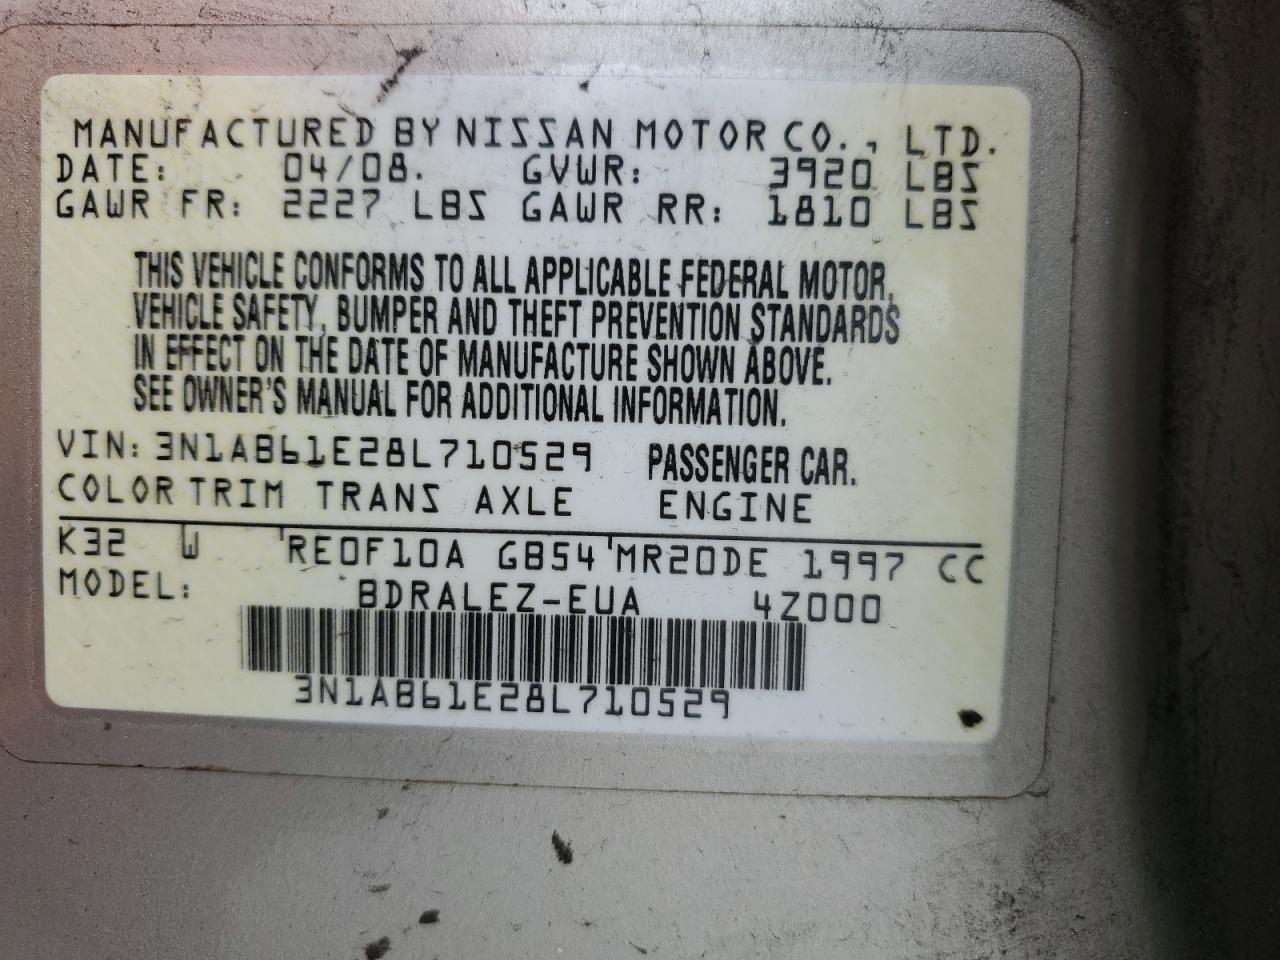 MANUFACTURED BY NISSAN MOTOR CO., LTD.
DATE: 04/08. GVWR: 3920 LBS
GAWR FR: 2227 LBS GAWR RR: 1810 LBS
THIS VEHICLE CONFORMS TO ALL APPLICABLE FEDERAL MOTOR
VEHICLE SAFETY, BUMPER AND THEFT PREVENTION STANDARDS
IN EFFECT ON THE DATE OF MANUFACTURE SHOWN ABOVE.
SEE OWNER'S MANUAL FOR ADDITIONAL INFORMATION.
VIN: 3N1AB61E28L710529 PASSENGER CAR.
COLOR TRIM TRANS AXLE ENGINE
K32 W RE0F10A GB54 MR20DE 1997 CC
MODEL: BDRALEZ-EUA 4Z000
3N1AB61E28L710529